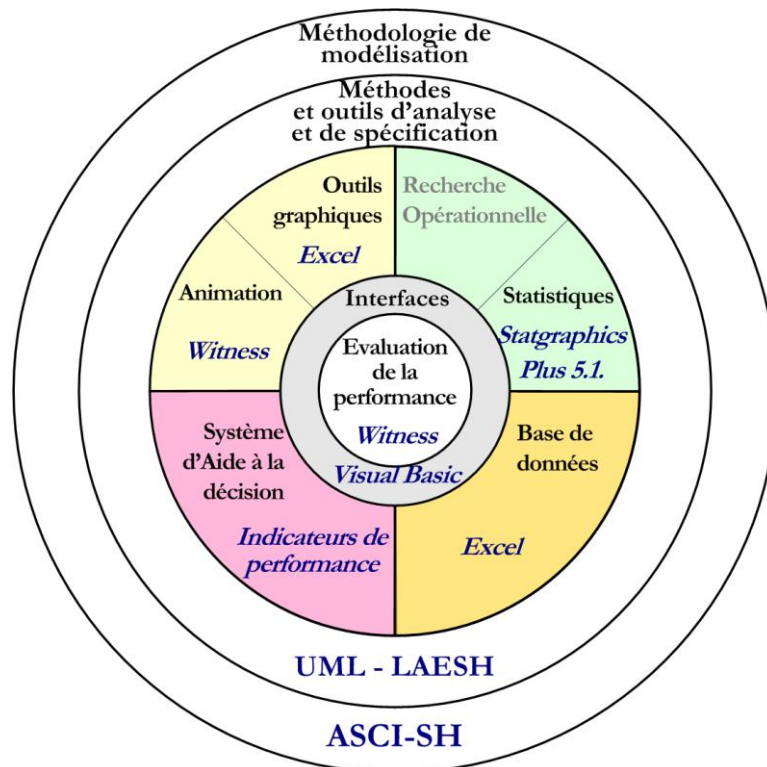 Méthodologie de
modélisation
Méthodes
et outils d'analyse
et de spécification
Outils
graphiques
Excel
Recherche
Opérationnelle
Animation
Witness
Interfaces
Statistiques
Statgraphics
Plus 5.1.
Evaluation
de la
performance
Witness
Visual Basic
Système
d'Aide à la
décision
Indicateurs de
performance
Base de
données
Excel
UML - LAESH
ASCI-SH